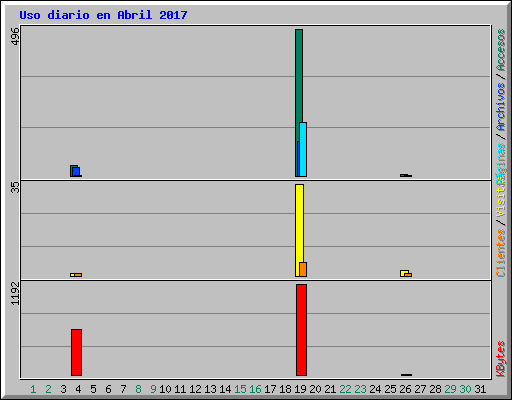 Uso diario en Abril 2017
496
35
1192
1 2 3 4 5 6 7 8 9 10 11 12 13 14 15 16 17 18 19 20 21 22 23 24 25 26 27 28 29 30 31
KBytes
Clientes / Visitas
Páginas / Archivos / Accesos